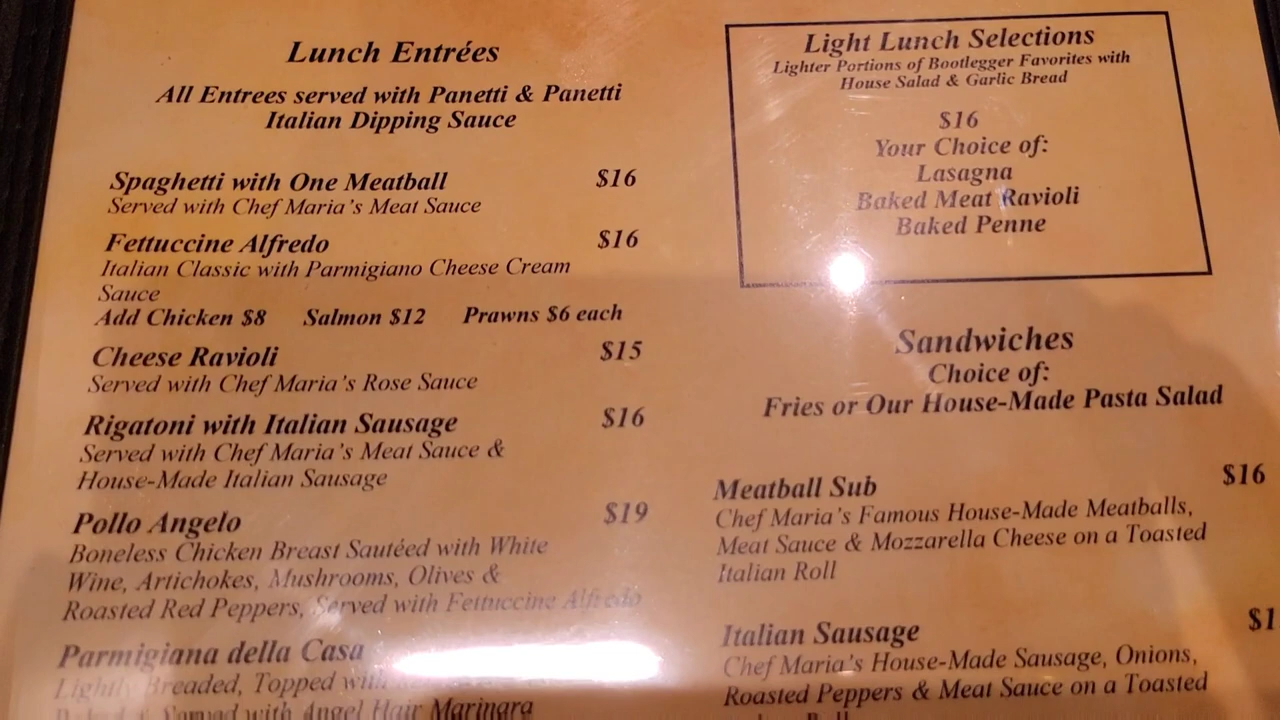 Lunch Entrées
All Entrees served with Panetti & Panetti
Italian Dipping Sauce
Spaghetti with One Meatball $16
Served with Chef Maria's Meat Sauce
Fettuccine Alfredo $16
Italian Classic with Parmigiano Cheese Cream
Sauce
Add Chicken $8 Salmon $12 Prawns $6 each
Cheese Ravioli $15
Served with Chef Maria's Rose Sauce
Rigatoni with Italian Sausage $16
Served with Chef Maria's Meat Sauce &
House-Made Italian Sausage
Pollo Angelo $19
Boneless Chicken Breast Sautéed with White
Wine, Artichokes, Mushrooms, Olives &
Roasted Red Peppers, Served with Fettuccine Alfredo
Parmigiana della Casa
Lightly Breaded, Topped with
Served with Angel Hair Marinara
Light Lunch Selections
Lighter Portions of Bootlegger Favorites with
House Salad & Garlic Bread
$16
Your Choice of:
Lasagna
Baked Meat Ravioli
Baked Penne
Sandwiches
Choice of:
Fries or Our House-Made Pasta Salad
Meatball Sub $16
Chef Maria's Famous House-Made Meatballs,
Meat Sauce & Mozzarella Cheese on a Toasted
Italian Roll
Italian Sausage $1
Chef Maria's House-Made Sausage, Onions,
Roasted Peppers & Meat Sauce on a Toasted